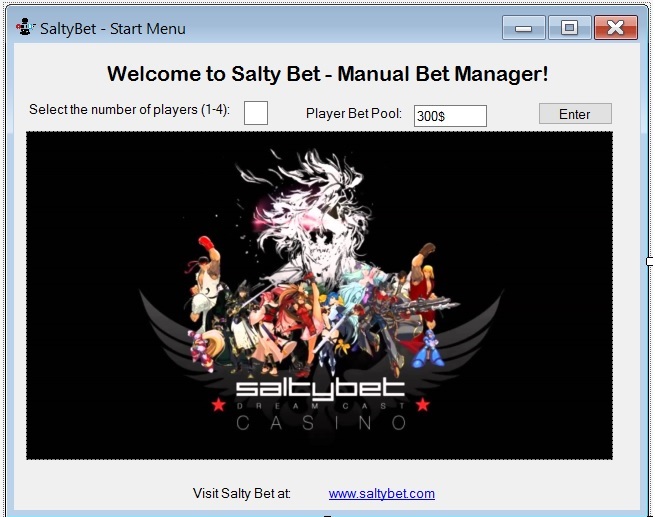 SaltyBet - Start Menu
Welcome to Salty Bet - Manual Bet Manager!
Select the number of players (1-4): Player Bet Pool: 300$ Enter
saltybet
DREAM CAST
CASINO
Visit Salty Bet at: www.saltybet.com